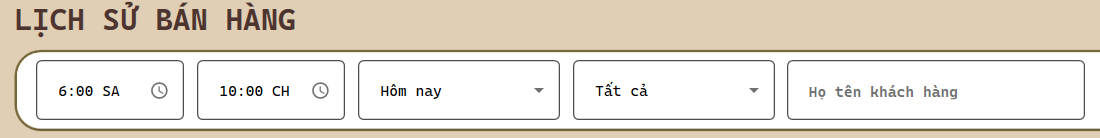 LỊCH SỬ BÁN HÀNG
6:00 SA 10:00 CH Hôm nay Tất cả Họ tên khách hàng